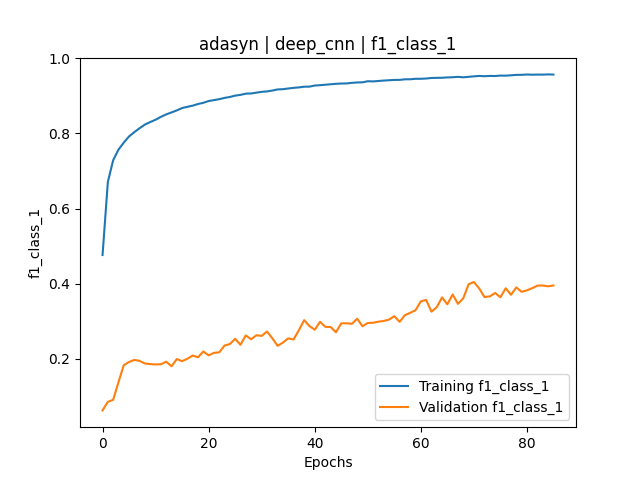 adasyn | deep_cnn | f1_class_1
1.0
0.8
0.6
0.4
0.2
f1_class_1
0 20 40 60 80
Epochs
Training f1_class_1
Validation f1_class_1